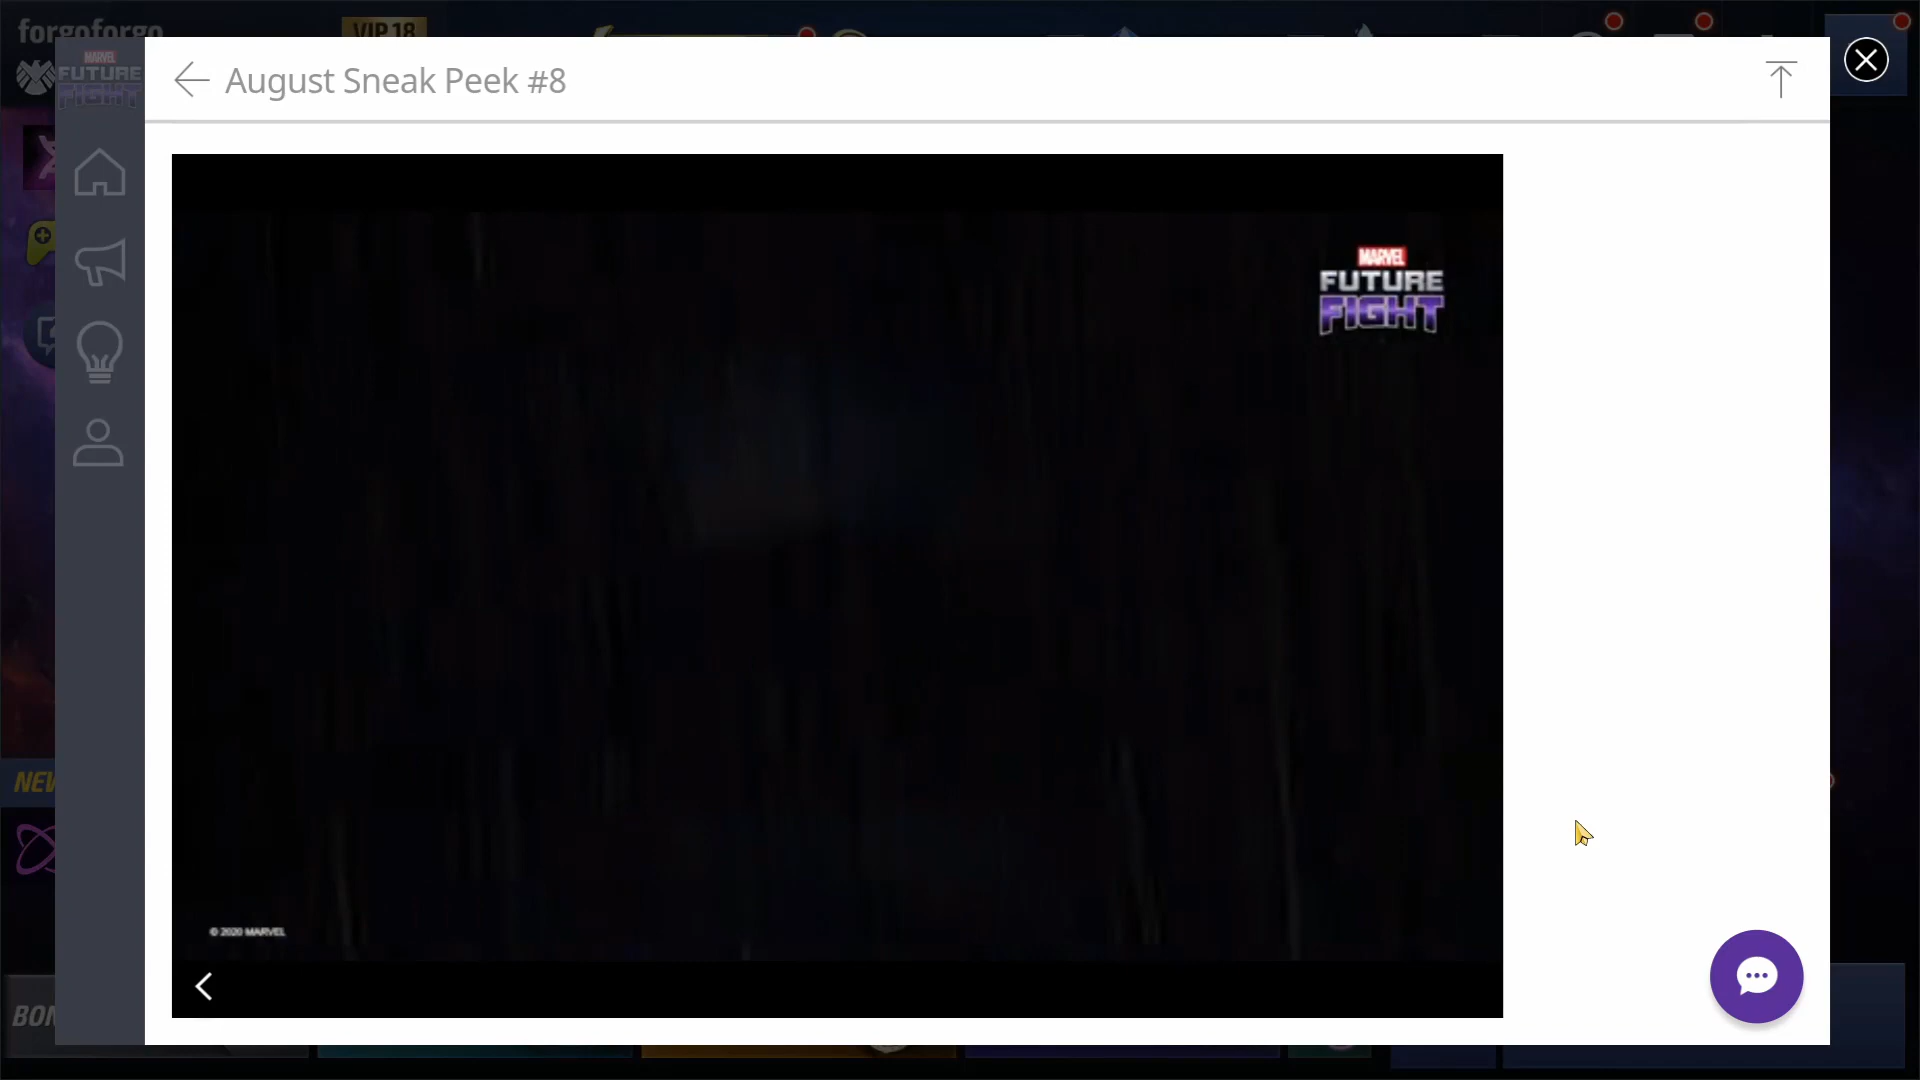 forgoforgo
VIP 18
MARVEL
FUTURE
FIGHT
August Sneak Peek #8
MARVEL
FUTURE
FIGHT
NEW
© 2020 MARVEL
BON